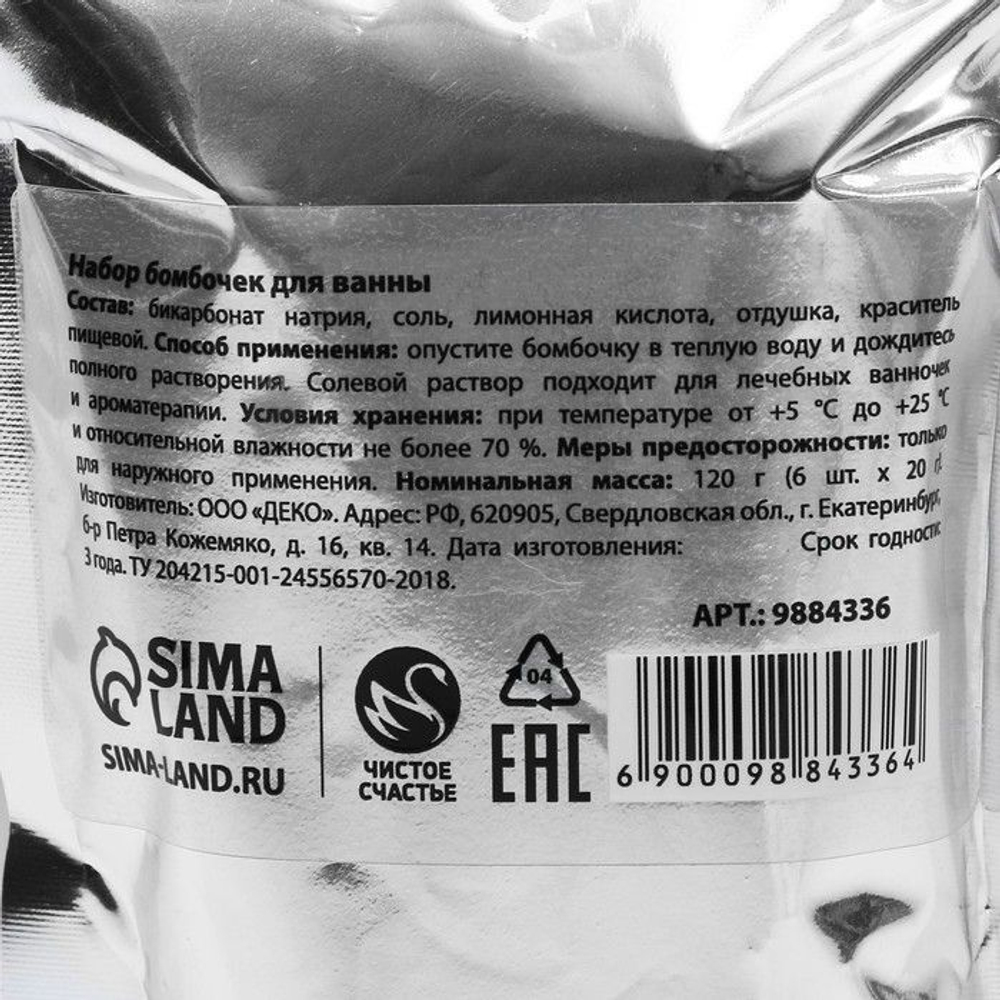 Набор бомбочек для ванны
Состав: бикарбонат натрия, соль, лимонная кислота, отдушка, краситель
пищевой. Способ применения: опустите бомбочку в теплую воду и дождитесь
полного растворения. Солевой раствор подходит для лечебных ванночек
и ароматерапии. Условия хранения: при температуре от +5 °C до +25 °C
и относительной влажности не более 70 %. Меры предосторожности: только
для наружного применения. Номинальная масса: 120 г (6 шт. х 20 г).
Изготовитель: ООО «ДЕКО». Адрес: РФ, 620905, Свердловская обл., г. Екатеринбург,
б-р Петра Кожемяко, д. 16, кв. 14. Дата изготовления: Срок годности:
3 года. ТУ 204215-001-24556570-2018.
АРТ.: 9884336
SIMA
LAND
SIMA-LAND.RU
ЧИСТОЕ
СЧАСТЬЕ
04
EAC
6 900098 843364